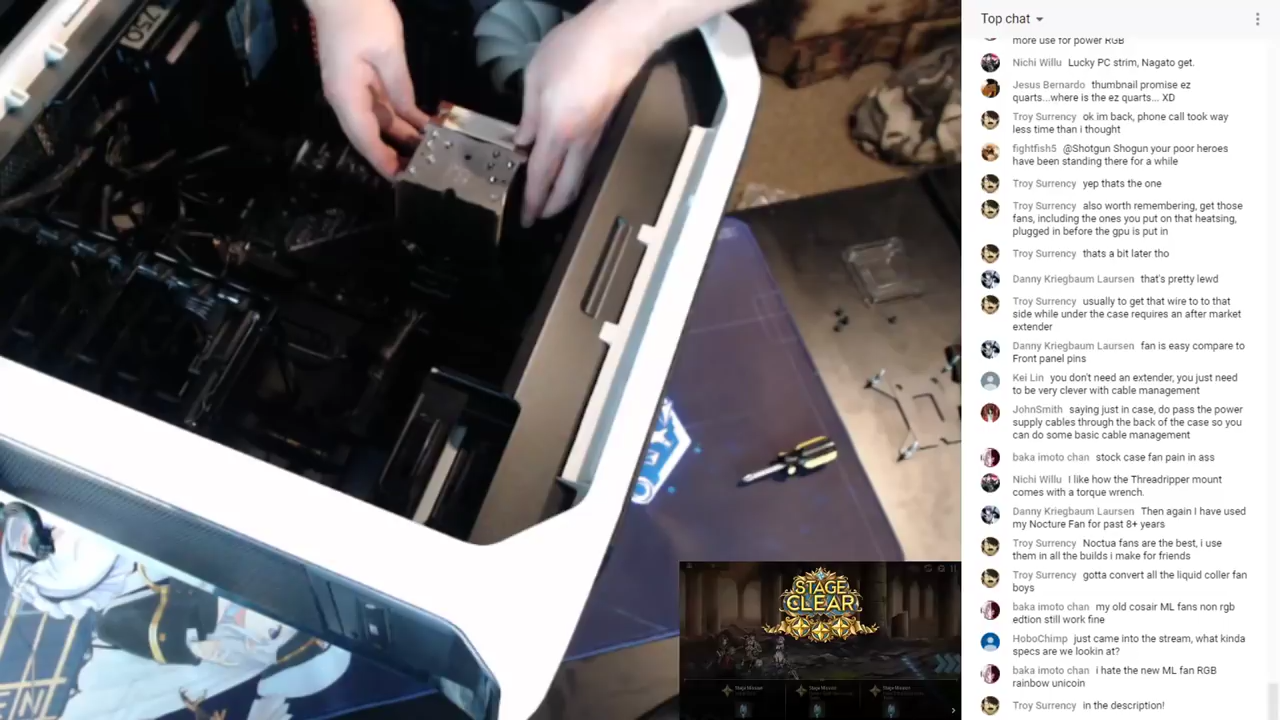 Top chat
more use for power RGB
Nichi Willu Lucky PC strim, Nagato get.
Jesus Bernardo thumbnail promise ez
quarts...where is the ez quarts... XD
Troy Surrency ok im back, phone call took way
less time than i thought
fightfish5 @Shotgun Shogun your poor heroes
have been standing there for a while
Troy Surrency yep thats the one
Troy Surrency also worth remembering, get those
fans, including the ones you put on that heatsing,
plugged in before the gpu is put in
Troy Surrency thats a bit later tho
Danny Kriegbaum Laursen that's pretty lewd
Troy Surrency usually to get that wire to to that
side while under the case requires an after market
extender
Danny Kriegbaum Laursen fan is easy compare to
Front panel pins
Kei Lin you don't need an extender, you just need
to be very clever with cable management
JohnSmith saying just in case, do pass the power
supply cables through the back of the case so you
can do some basic cable management
baka imoto chan stock case fan pain in ass
Nichi Willu I like how the Threadripper mount
comes with a torque wrench.
Danny Kriegbaum Laursen Then again I have used
my Nocture Fan for past 8+ years
Troy Surrency Noctua fans are the best, i use
them in all the builds i make for friends
Troy Surrency gotta convert all the liquid coller fan
boys
baka imoto chan my old cosair ML fans non rgb
edtion still work fine
HoboChimp just came into the stream, what kinda
specs are we lookin at?
baka imoto chan i hate the new ML fan RGB
rainbow unicoin
Troy Surrency in the description!
750
STAGE
CLEAR